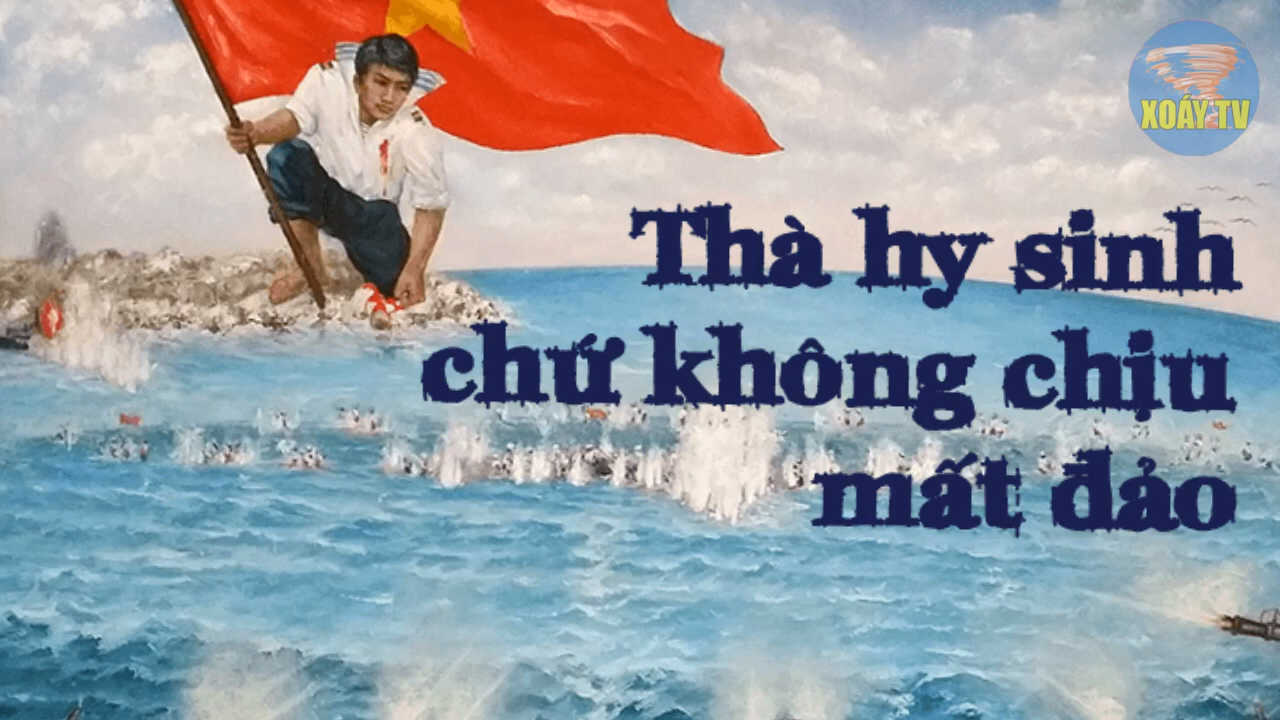 XOÁY TV
Thà hy sinh
chứ không chịu
mất đảo